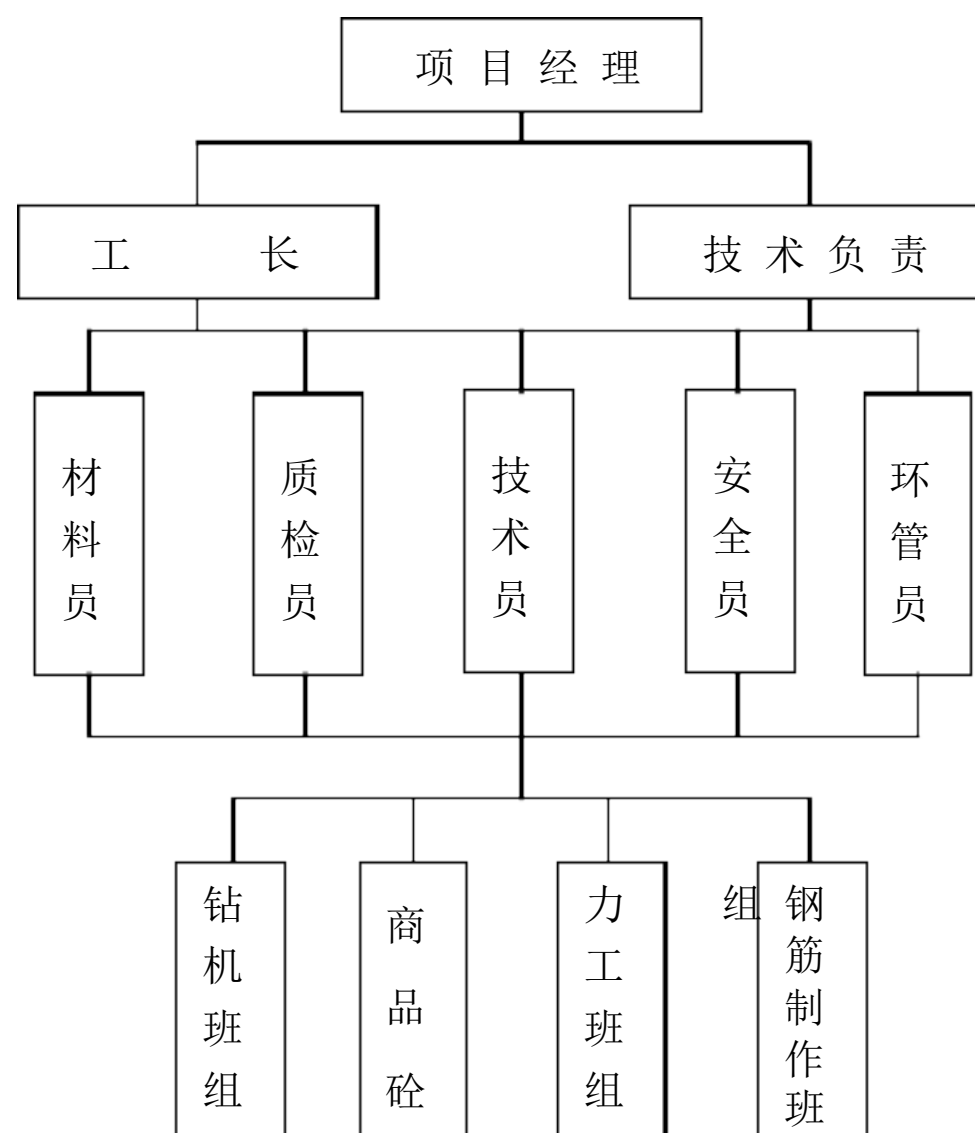 项目经理
工长
技术负责
材料员
质检员
技术员
安全员
环管员
钻机班组
商品砼
力工班组
钢筋制作班
组